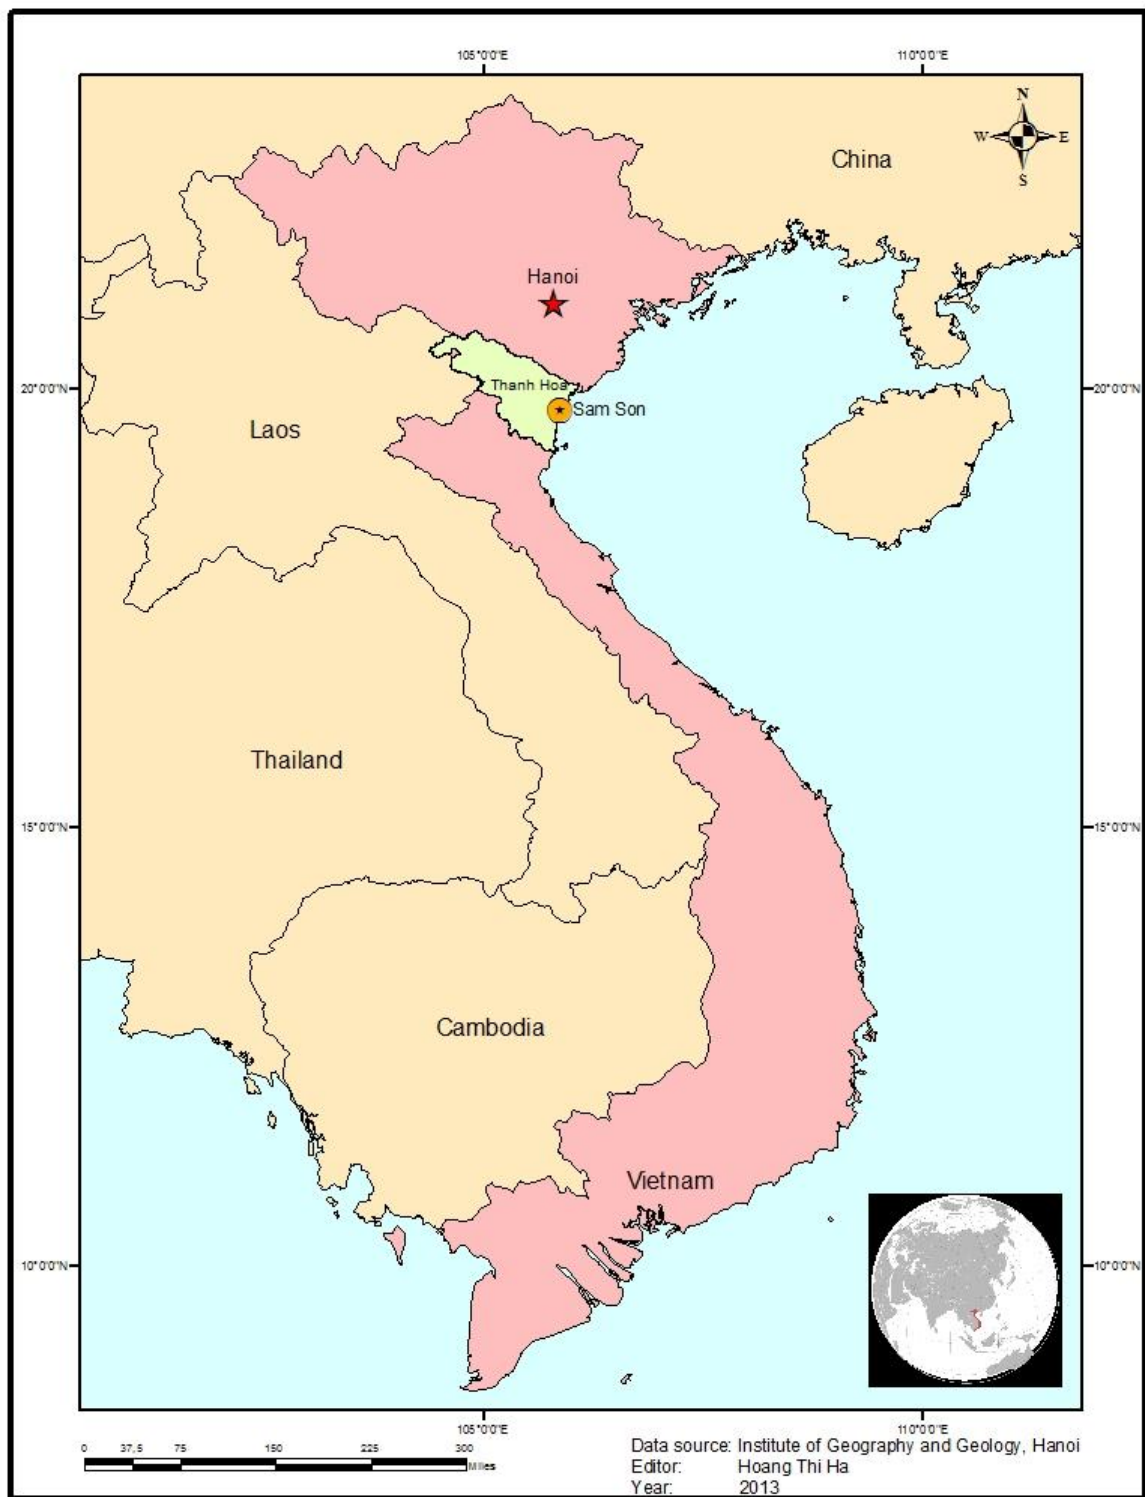 105°0'0"E 110°0'0"E
N
W E
S
China
Hanoi
20°0'0"N 20°0'0"N
Thanh Hoa
Sam Son
Laos
Thailand
15°0'0"N 15°0'0"N
Cambodia
Vietnam
10°0'0"N 10°0'0"N
105°0'0"E 110°0'0"E
0 37,5 75 150 225 300
Miles
Data source: Institute of Geography and Geology, Hanoi
Editor: Hoang Thi Ha
Year: 2013